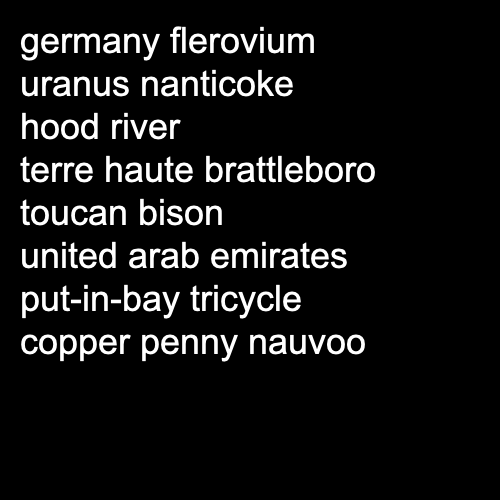 germany flerovium
uranus nanticoke
hood river
terre haute brattleboro
toucan bison
united arab emirates
put-in-bay tricycle
copper penny nauvoo